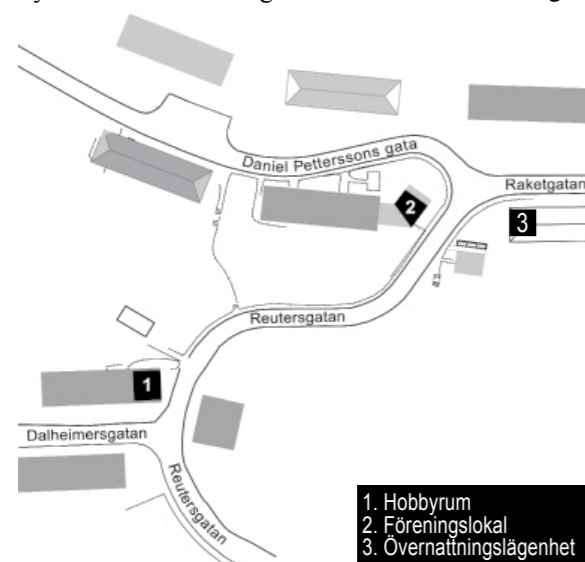 Daniel Petterssons gata
Raketgatan
2
3
Reutersgatan
1
Dalheimersgatan
Reutersgatan
1. Hobbyrum
2. Föreningslokal
3. Övernattningslägenhet